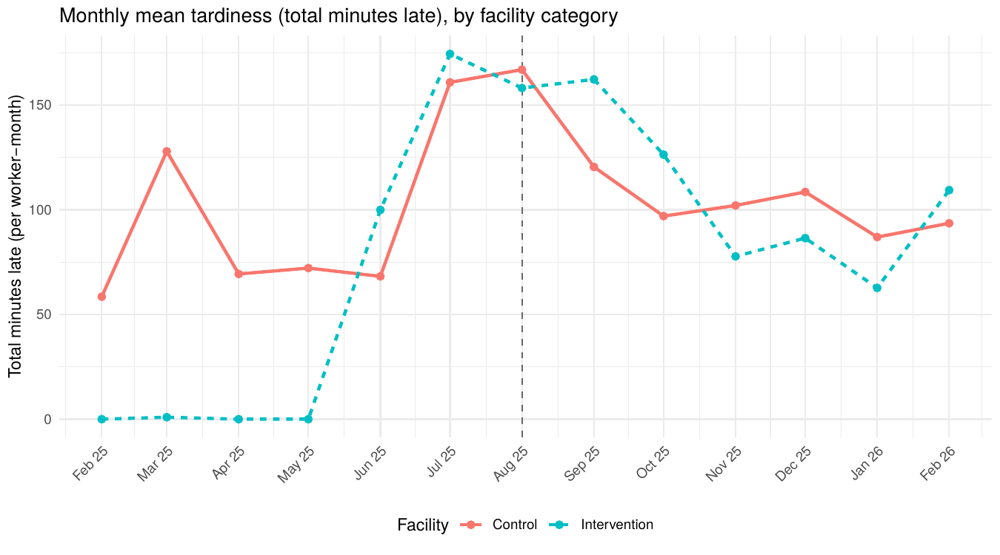 Monthly mean tardiness (total minutes late), by facility category
Total minutes late (per worker−month)
150
100
50
0
Feb 25
Mar 25
Apr 25
May 25
Jun 25
Jul 25
Aug 25
Sep 25
Oct 25
Nov 25
Dec 25
Jan 26
Feb 26
Facility Control Intervention